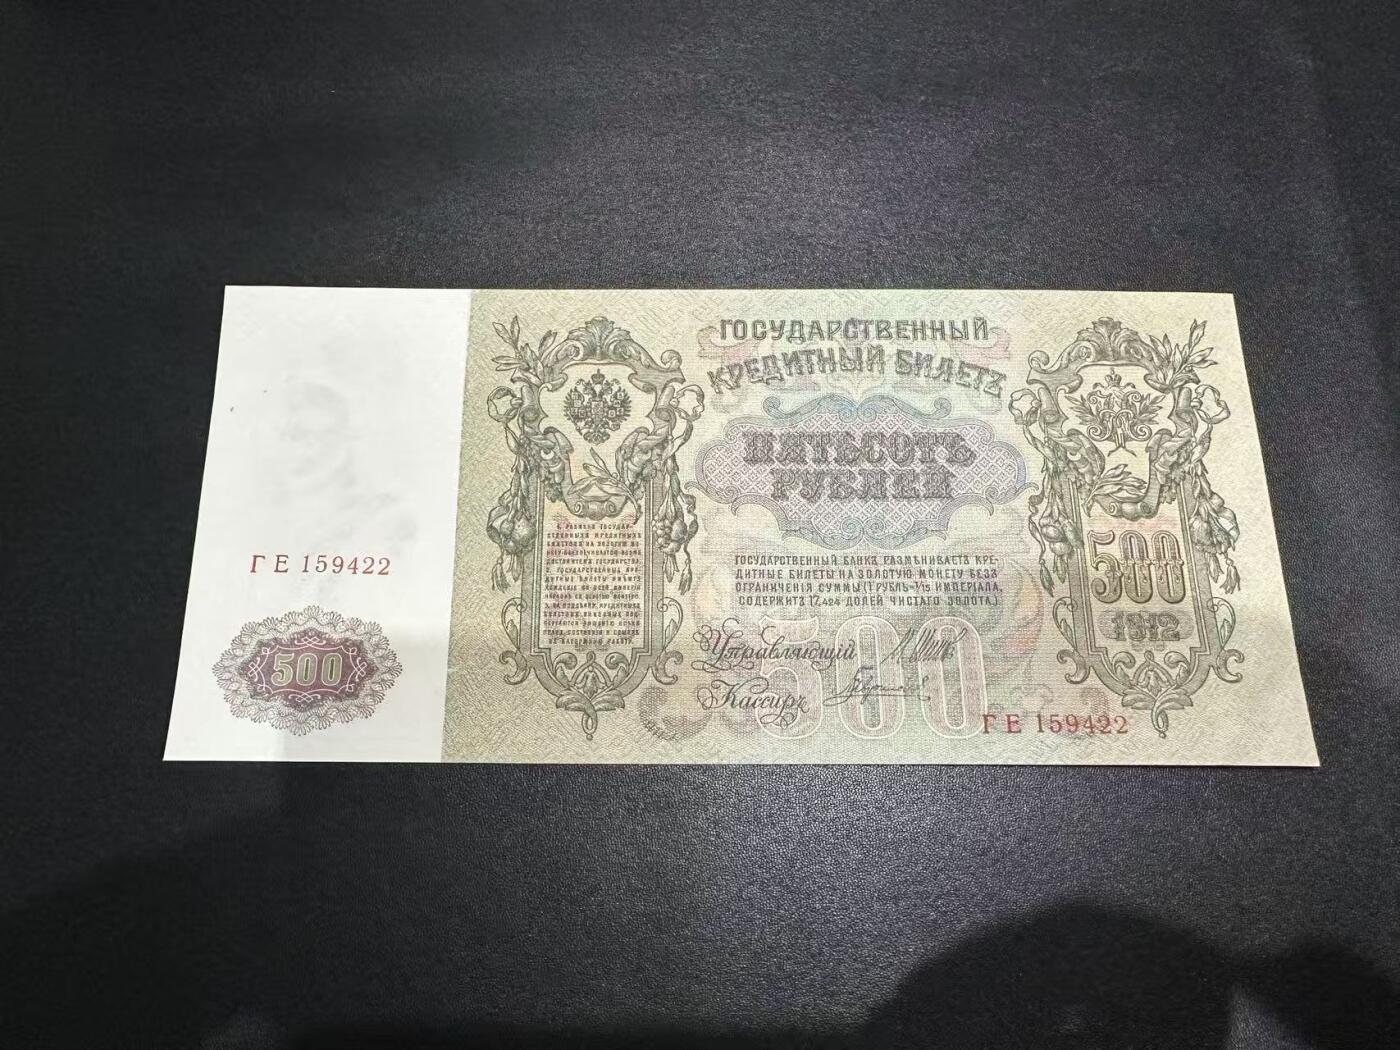 ГОСУДАРСТВЕННЫЙ
КРЕДИТНЫЙ БИЛЕТЪ
ПЯТЬСОТЪ
РУБЛЕЙ
ГОСУДАРСТВЕННЫЙ БАНКЪ РАЗМѢНИВАЕТЪ КРЕ-
ДИТНЫЕ БИЛЕТЫ НА ЗОЛОТУЮ МОНЕТУ БЕЗЪ
ОГРАНИЧЕНІЯ СУММЫ (1 РУБЛЬ=1/15 ИМПЕРІАЛА,
СОДЕРЖИТЪ 17,424 ДОЛЕЙ ЧИСТАГО ЗОЛОТА).
Управляющій
Кассиръ
500
ГЕ 159422
500
1912
ГЕ 159422
500